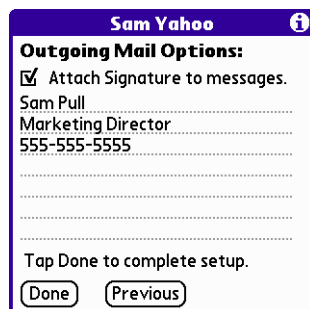 Sam Yahoo
Outgoing Mail Options:
Attach Signature to messages.
Sam Pull
Marketing Director
555-555-5555
Tap Done to complete setup.
Done Previous